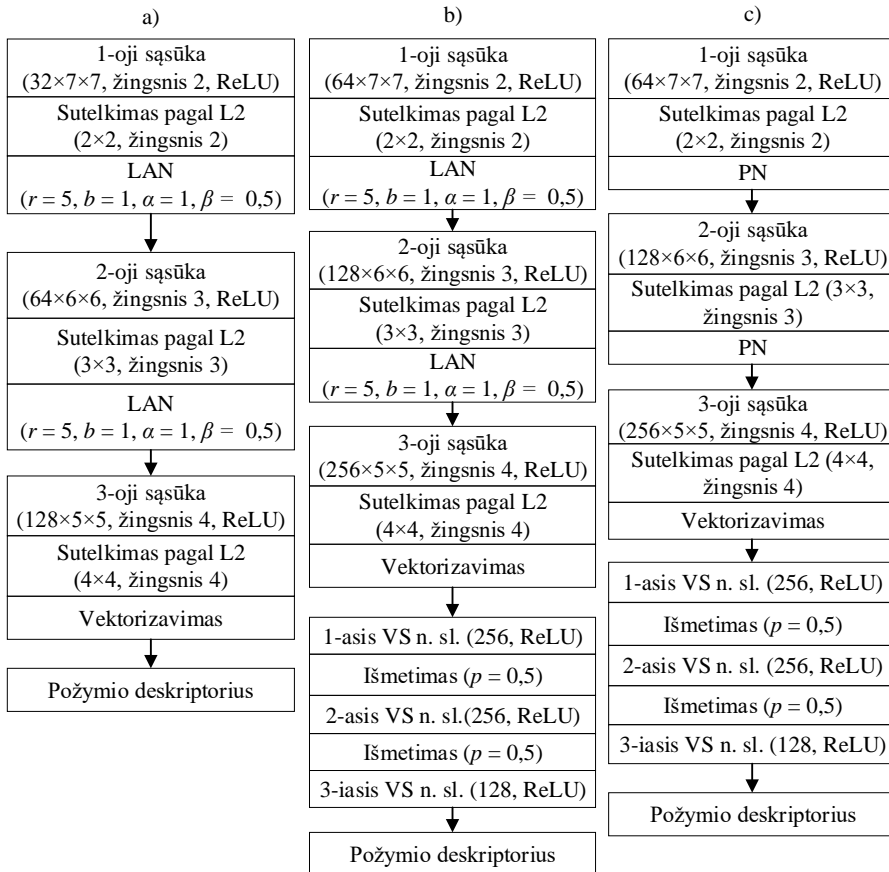 a)
1-oji sąsūka
(32×7×7, žingsnis 2, ReLU)
Sutelkimas pagal L2
(2×2, žingsnis 2)
LAN
(r = 5, b = 1, α = 1, β = 0,5)
2-oji sąsūka
(64×6×6, žingsnis 3, ReLU)
Sutelkimas pagal L2
(3×3, žingsnis 3)
LAN
(r = 5, b = 1, α = 1, β = 0,5)
3-oji sąsūka
(128×5×5, žingsnis 4, ReLU)
Sutelkimas pagal L2
(4×4, žingsnis 4)
Vektorizavimas
Požymio deskriptorius
b)
1-oji sąsūka
(64×7×7, žingsnis 2, ReLU)
Sutelkimas pagal L2
(2×2, žingsnis 2)
LAN
(r = 5, b = 1, α = 1, β = 0,5)
2-oji sąsūka
(128×6×6, žingsnis 3, ReLU)
Sutelkimas pagal L2
(3×3, žingsnis 3)
LAN
(r = 5, b = 1, α = 1, β = 0,5)
3-oji sąsūka
(256×5×5, žingsnis 4, ReLU)
Sutelkimas pagal L2
(4×4, žingsnis 4)
Vektorizavimas
1-asis VS n. sl. (256, ReLU)
Išmetimas (p = 0,5)
2-asis VS n. sl.(256, ReLU)
Išmetimas (p = 0,5)
3-iasis VS n. sl. (128, ReLU)
Požymio deskriptorius
c)
1-oji sąsūka
(64×7×7, žingsnis 2, ReLU)
Sutelkimas pagal L2
(2×2, žingsnis 2)
PN
2-oji sąsūka
(128×6×6, žingsnis 3, ReLU)
Sutelkimas pagal L2 (3×3,
žingsnis 3)
PN
3-oji sąsūka
(256×5×5, žingsnis 4, ReLU)
Sutelkimas pagal L2 (4×4,
žingsnis 4)
Vektorizavimas
1-asis VS n. sl. (256, ReLU)
Išmetimas (p = 0,5)
2-asis VS n. sl. (256, ReLU)
Išmetimas (p = 0,5)
3-iasis VS n. sl. (128, ReLU)
Požymio deskriptorius